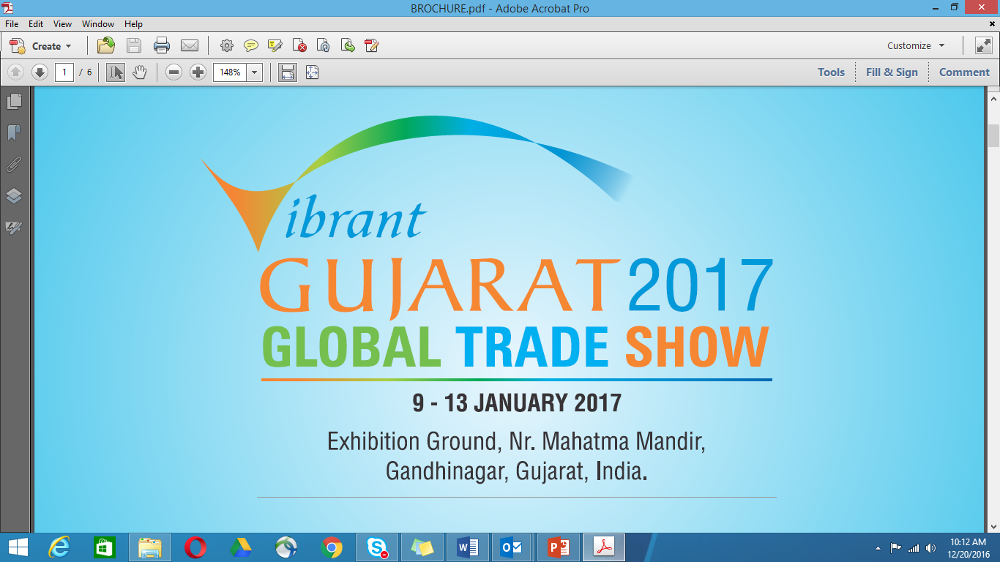 BROCHURE.pdf - Adobe Acrobat Pro
File Edit View Window Help
Create Customize
1 / 6 148% Tools Fill & Sign Comment
Vibrant
GUJARAT 2017
GLOBAL TRADE SHOW
9 - 13 JANUARY 2017
Exhibition Ground, Nr. Mahatma Mandir,
Gandhinagar, Gujarat, India.
10:12 AM
12/20/2016